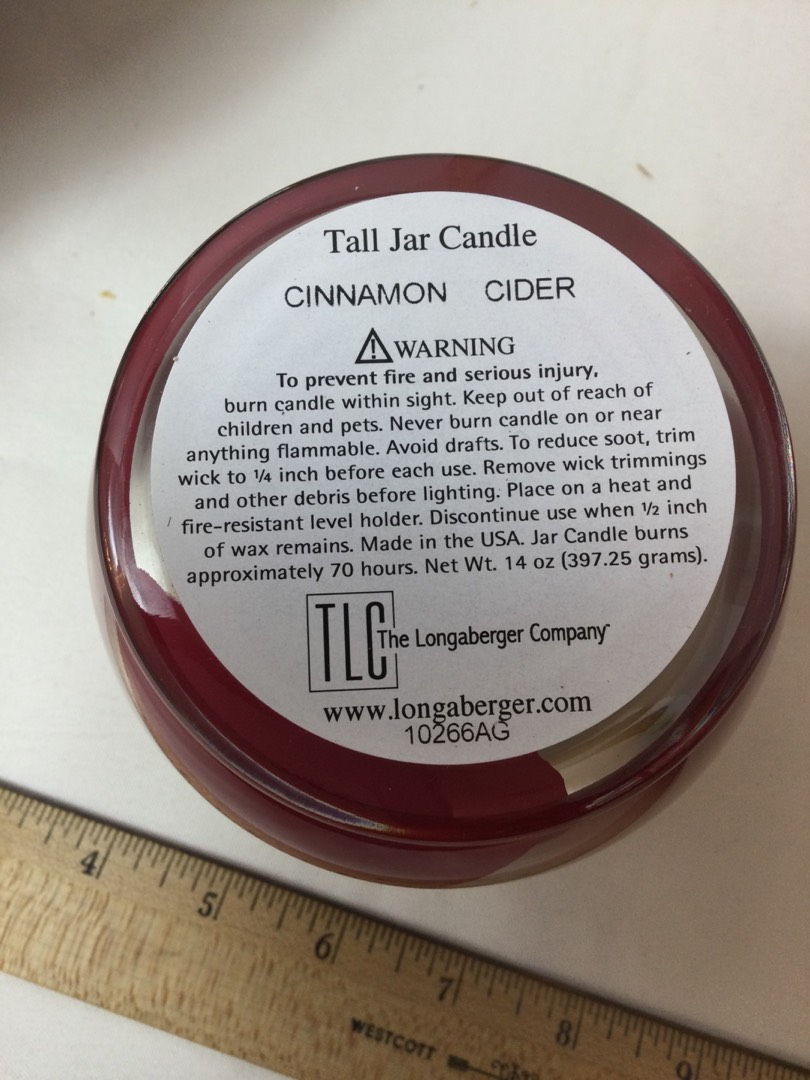 Tall Jar Candle
CINNAMON CIDER
⚠ WARNING
To prevent fire and serious injury,
burn candle within sight. Keep out of reach of
children and pets. Never burn candle on or near
anything flammable. Avoid drafts. To reduce soot, trim
wick to 1/4 inch before each use. Remove wick trimmings
and other debris before lighting. Place on a heat and
fire-resistant level holder. Discontinue use when 1/2 inch
of wax remains. Made in the USA. Jar Candle burns
approximately 70 hours. Net Wt. 14 oz (397.25 grams).
TLC The Longaberger Company
www.longaberger.com
10266AG
4 5 6 7 8 9
WESTCOTT